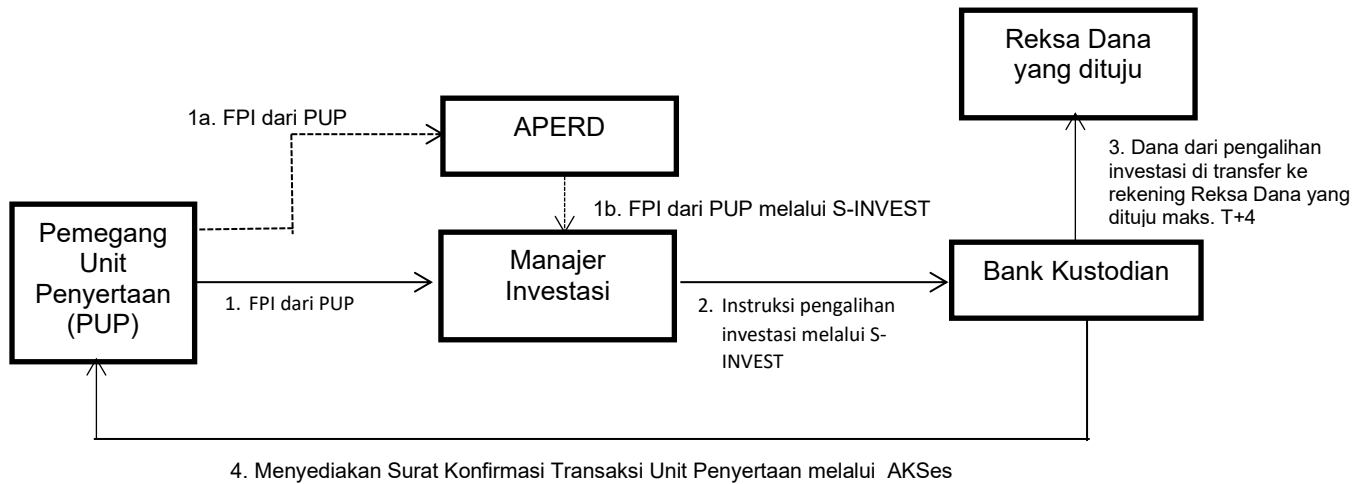 Reksa Dana
yang dituju
1a. FPI dari PUP
APERD
3. Dana dari pengalihan
investasi di transfer ke
rekening Reksa Dana yang
dituju maks. T+4
1b. FPI dari PUP melalui S-INVEST
Pemegang
Unit
Penyertaan
(PUP)
Manajer
Investasi
Bank Kustodian
1. FPI dari PUP
2. Instruksi pengalihan
investasi melalui S-
INVEST
4. Menyediakan Surat Konfirmasi Transaksi Unit Penyertaan melalui AKSes